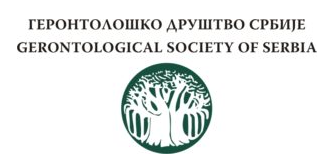 ГЕРОНТОЛОШКО ДРУШТВО СРБИЈЕ
GERONTOLOGICAL SOCIETY OF SERBIA